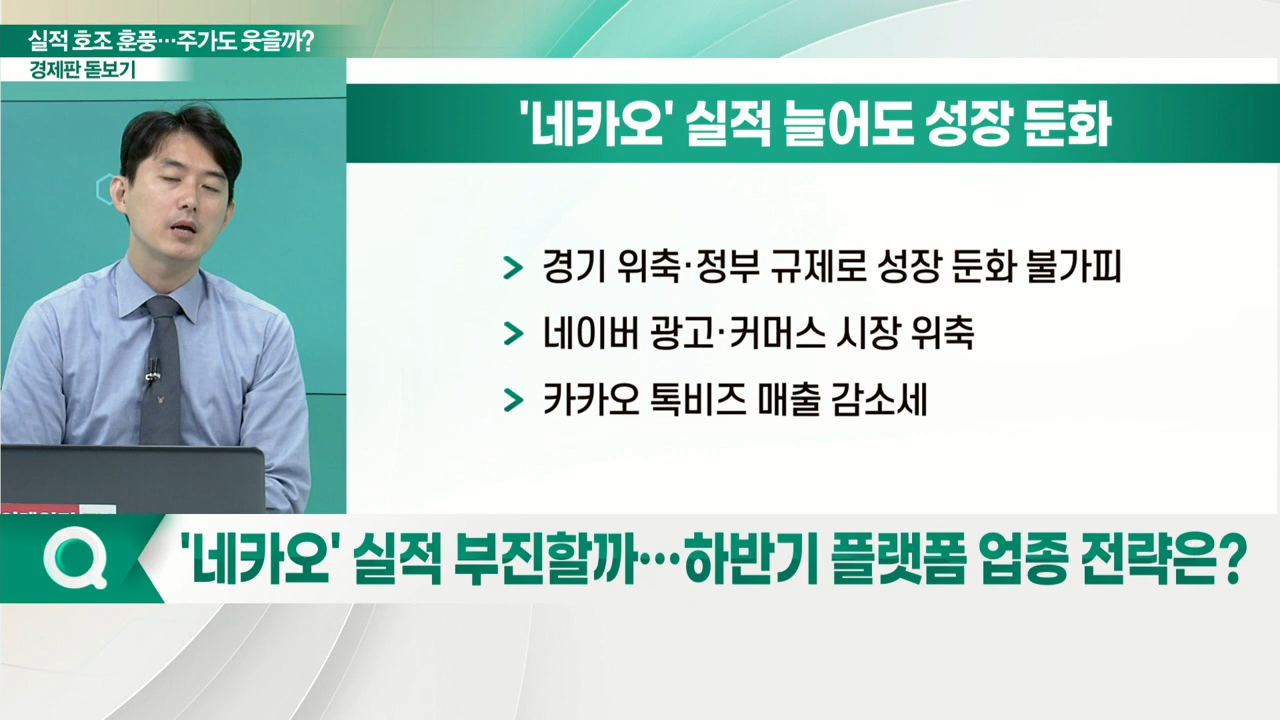 실적 호조 훈풍…주가도 웃을까?
경제판 돋보기
'네카오' 실적 늘어도 성장 둔화
> 경기 위축·정부 규제로 성장 둔화 불가피
> 네이버 광고·커머스 시장 위축
> 카카오 톡비즈 매출 감소세
Q '네카오' 실적 부진할까…하반기 플랫폼 업종 전략은?